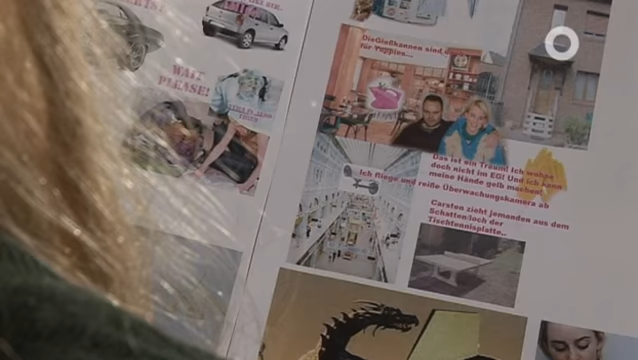 WAIT
PLEASE!
Die Gießkannen sind
für Yuppies...
Das ist ein Traum! Ich wohne
doch nicht im EG! Und ich kann
meine Hände gelb machen!
Ich fliege und reiße Überwachungskamera ab
Carsten zieht jemanden aus dem
Schatten/loch der
Tischtennisplatte..